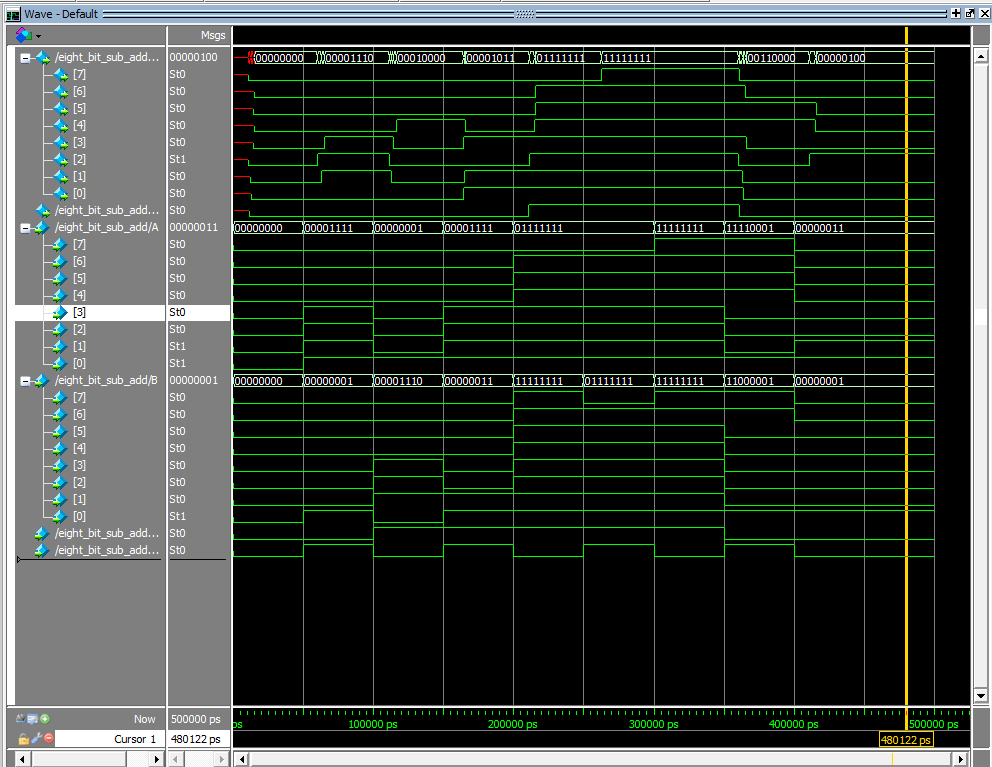 Wave - Default
Msgs
/eight_bit_sub_add... 00000100 00000000 00001110 00010000 00001011 01111111 11111111 00110000 00000100
[7] St0
[6] St0
[5] St0
[4] St0
[3] St0
[2] St1
[1] St0
[0] St0
/eight_bit_sub_add... St0
/eight_bit_sub_add/A 00000011 00000000 00001111 00000001 00001111 01111111 11111111 11110001 00000011
[7] St0
[6] St0
[5] St0
[4] St0
[3] St0
[2] St0
[1] St1
[0] St1
/eight_bit_sub_add/B 00000001 00000000 00000001 00001110 00000011 11111111 01111111 11111111 11000001 00000001
[7] St0
[6] St0
[5] St0
[4] St0
[3] St0
[2] St0
[1] St0
[0] St1
/eight_bit_sub_add... St0
/eight_bit_sub_add... St0
Now 500000 ps ps 100000 ps 200000 ps 300000 ps 400000 ps 500000 ps
Cursor 1 480122 ps 480122 ps